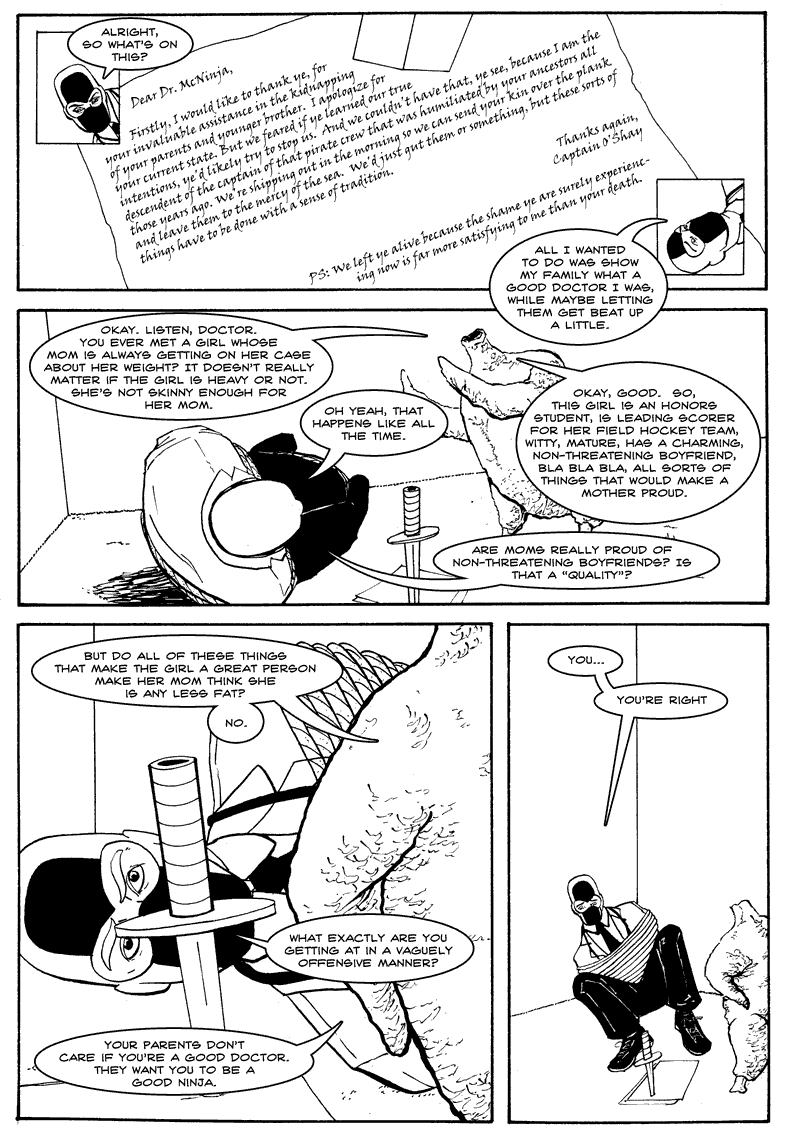 ALRIGHT,
SO WHAT'S ON
THIS?
Dear Dr. McNinja,
Firstly, I would like to thank ye, for
your invaluable assistance in the kidnapping
of your parents and younger brother. I apologize for
your current state. But we feared if ye learned our true
intentions, ye'd likely try to stop us. And we couldn't have that, ye see, because I am the
descendent of the captain of that pirate crew that was humiliated by your ancestors all
those years ago. We're shipping out in the morning so we can send your kin over the plank
and leave them to the mercy of the sea. We'd just gut them or something, but these sorts of
things have to be done with a sense of tradition.
Thanks again,
Captain O'Shay
PS: We left ye alive because the shame ye are surely experienc-
ing now is far more satisfying to me than your death.
ALL I WANTED
TO DO WAS SHOW
MY FAMILY WHAT A
GOOD DOCTOR I WAS,
WHILE MAYBE LETTING
THEM GET BEAT UP
A LITTLE.
OKAY. LISTEN, DOCTOR.
YOU EVER MET A GIRL WHOSE
MOM IS ALWAYS GETTING ON HER CASE
ABOUT HER WEIGHT? IT DOESN'T REALLY
MATTER IF THE GIRL IS HEAVY OR NOT.
SHE'S NOT SKINNY ENOUGH FOR
HER MOM.
OH YEAH, THAT
HAPPENS LIKE ALL
THE TIME.
OKAY, GOOD. SO,
THIS GIRL IS AN HONORS
STUDENT, IS LEADING SCORER
FOR HER FIELD HOCKEY TEAM,
WITTY, MATURE, HAS A CHARMING,
NON-THREATENING BOYFRIEND,
BLA BLA BLA, ALL SORTS OF
THINGS THAT WOULD MAKE A
MOTHER PROUD.
ARE MOMS REALLY PROUD OF
NON-THREATENING BOYFRIENDS? IS
THAT A "QUALITY"?
BUT DO ALL OF THESE THINGS
THAT MAKE THE GIRL A GREAT PERSON
MAKE HER MOM THINK SHE
IS ANY LESS FAT?
NO.
WHAT EXACTLY ARE YOU
GETTING AT IN A VAGUELY
OFFENSIVE MANNER?
YOUR PARENTS DON'T
CARE IF YOU'RE A GOOD DOCTOR.
THEY WANT YOU TO BE A
GOOD NINJA.
YOU...
YOU'RE RIGHT